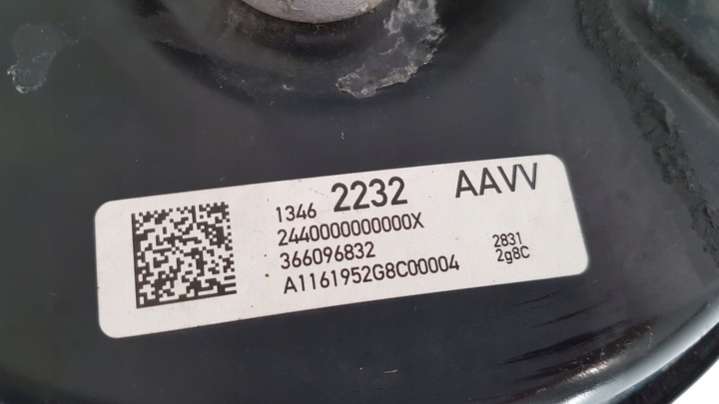 1346 2232 AAVV
2440000000000X
366096832 2831
A1161952G8C00004 2g8C